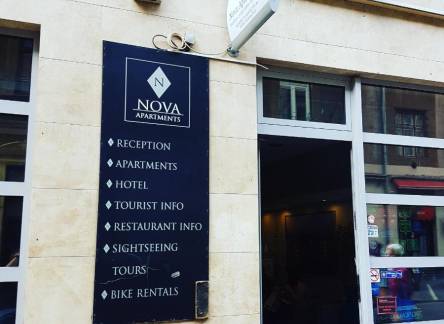 N
NOVA
APARTMENTS
RECEPTION
APARTMENTS
HOTEL
TOURIST INFO
RESTAURANT INFO
SIGHTSEEING
TOURS
BIKE RENTALS